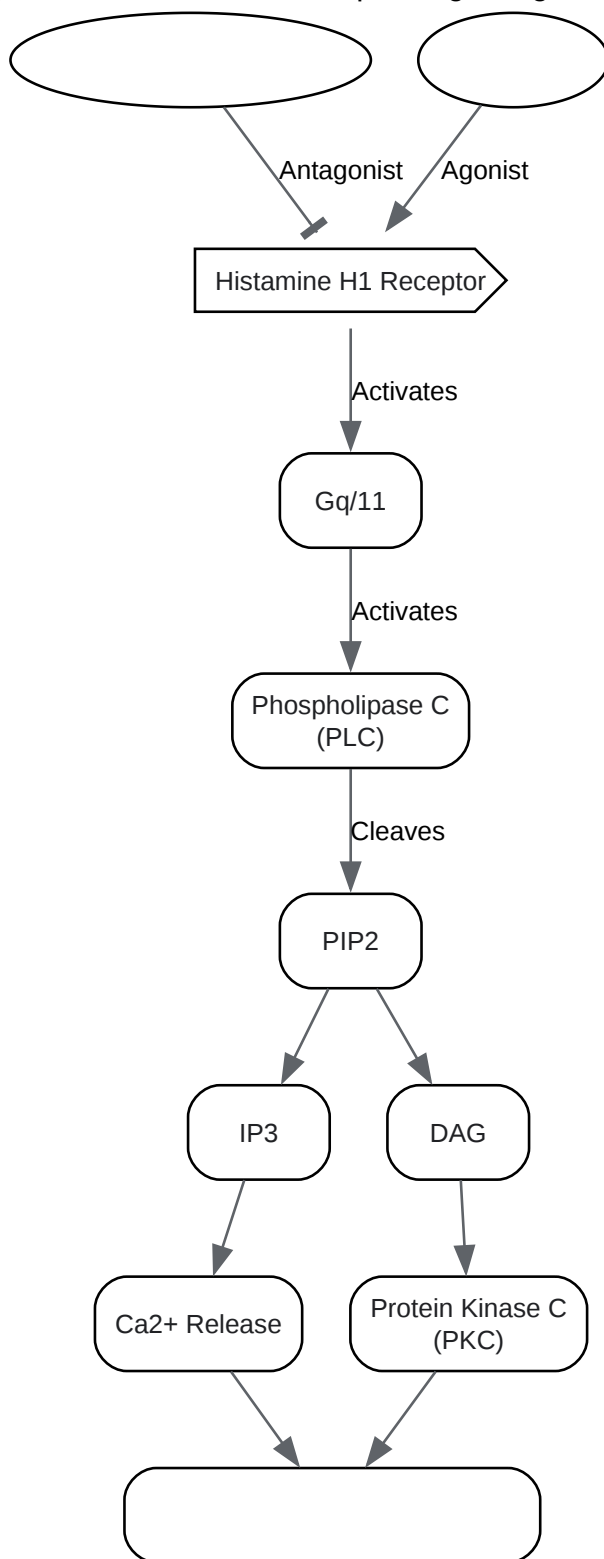 Antagonist
Agonist
Histamine H1 Receptor
Activates
Gq/11
Activates
Phospholipase C
(PLC)
Cleaves
PIP2
IP3
DAG
Ca2+ Release
Protein Kinase C
(PKC)